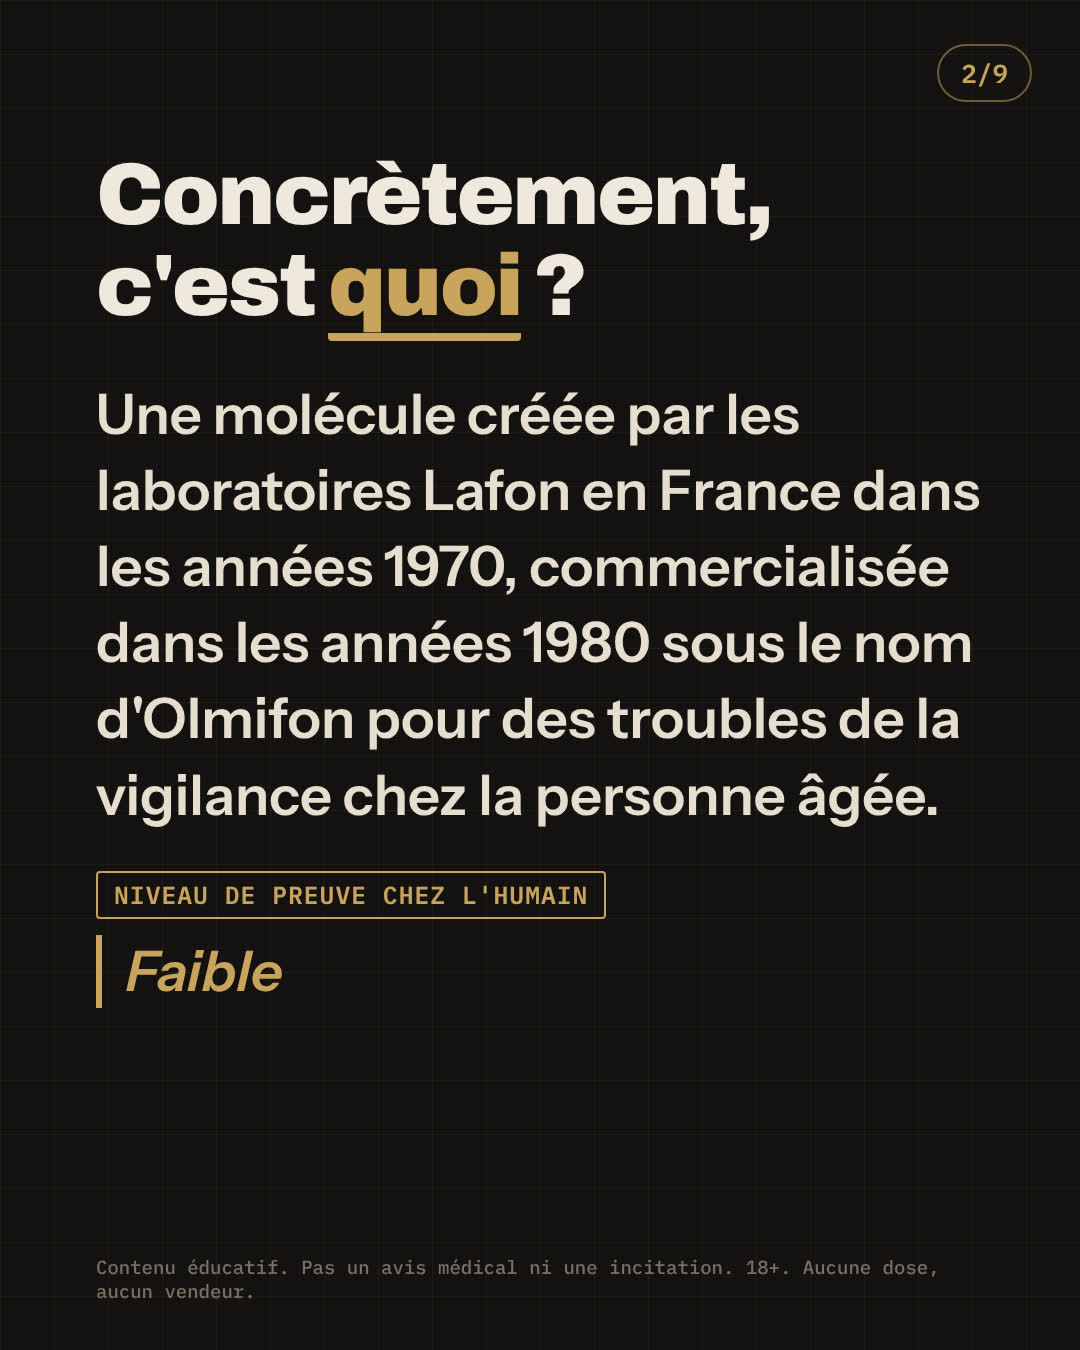 2/9
Concrètement,
c'est quoi ?
Une molécule créée par les
laboratoires Lafon en France dans
les années 1970, commercialisée
dans les années 1980 sous le nom
d'Olmifon pour des troubles de la
vigilance chez la personne âgée.
NIVEAU DE PREUVE CHEZ L'HUMAIN
Faible
Contenu éducatif. Pas un avis médical ni une incitation. 18+. Aucune dose,
aucun vendeur.